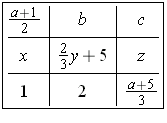 (a+1)/2 b c
x 2/3 y + 5 z
1 2 (a+5)/3